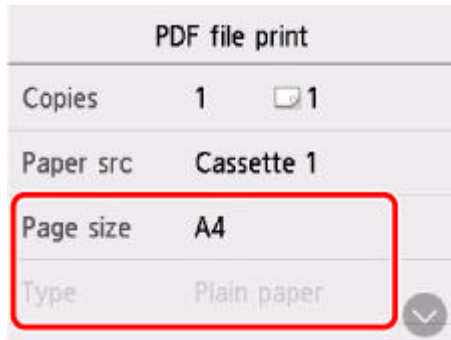 PDF file print
Copies 1 1
Paper src Cassette 1
Page size A4
Type Plain paper